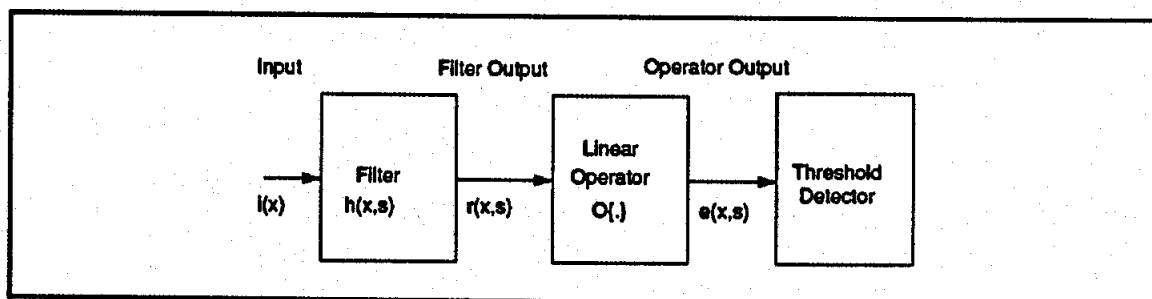 Input
Filter Output
Operator Output
Filter
h(x,s)
Linear
Operator
O{.}
Threshold
Detector
i(x)
r(x,s)
e(x,s)